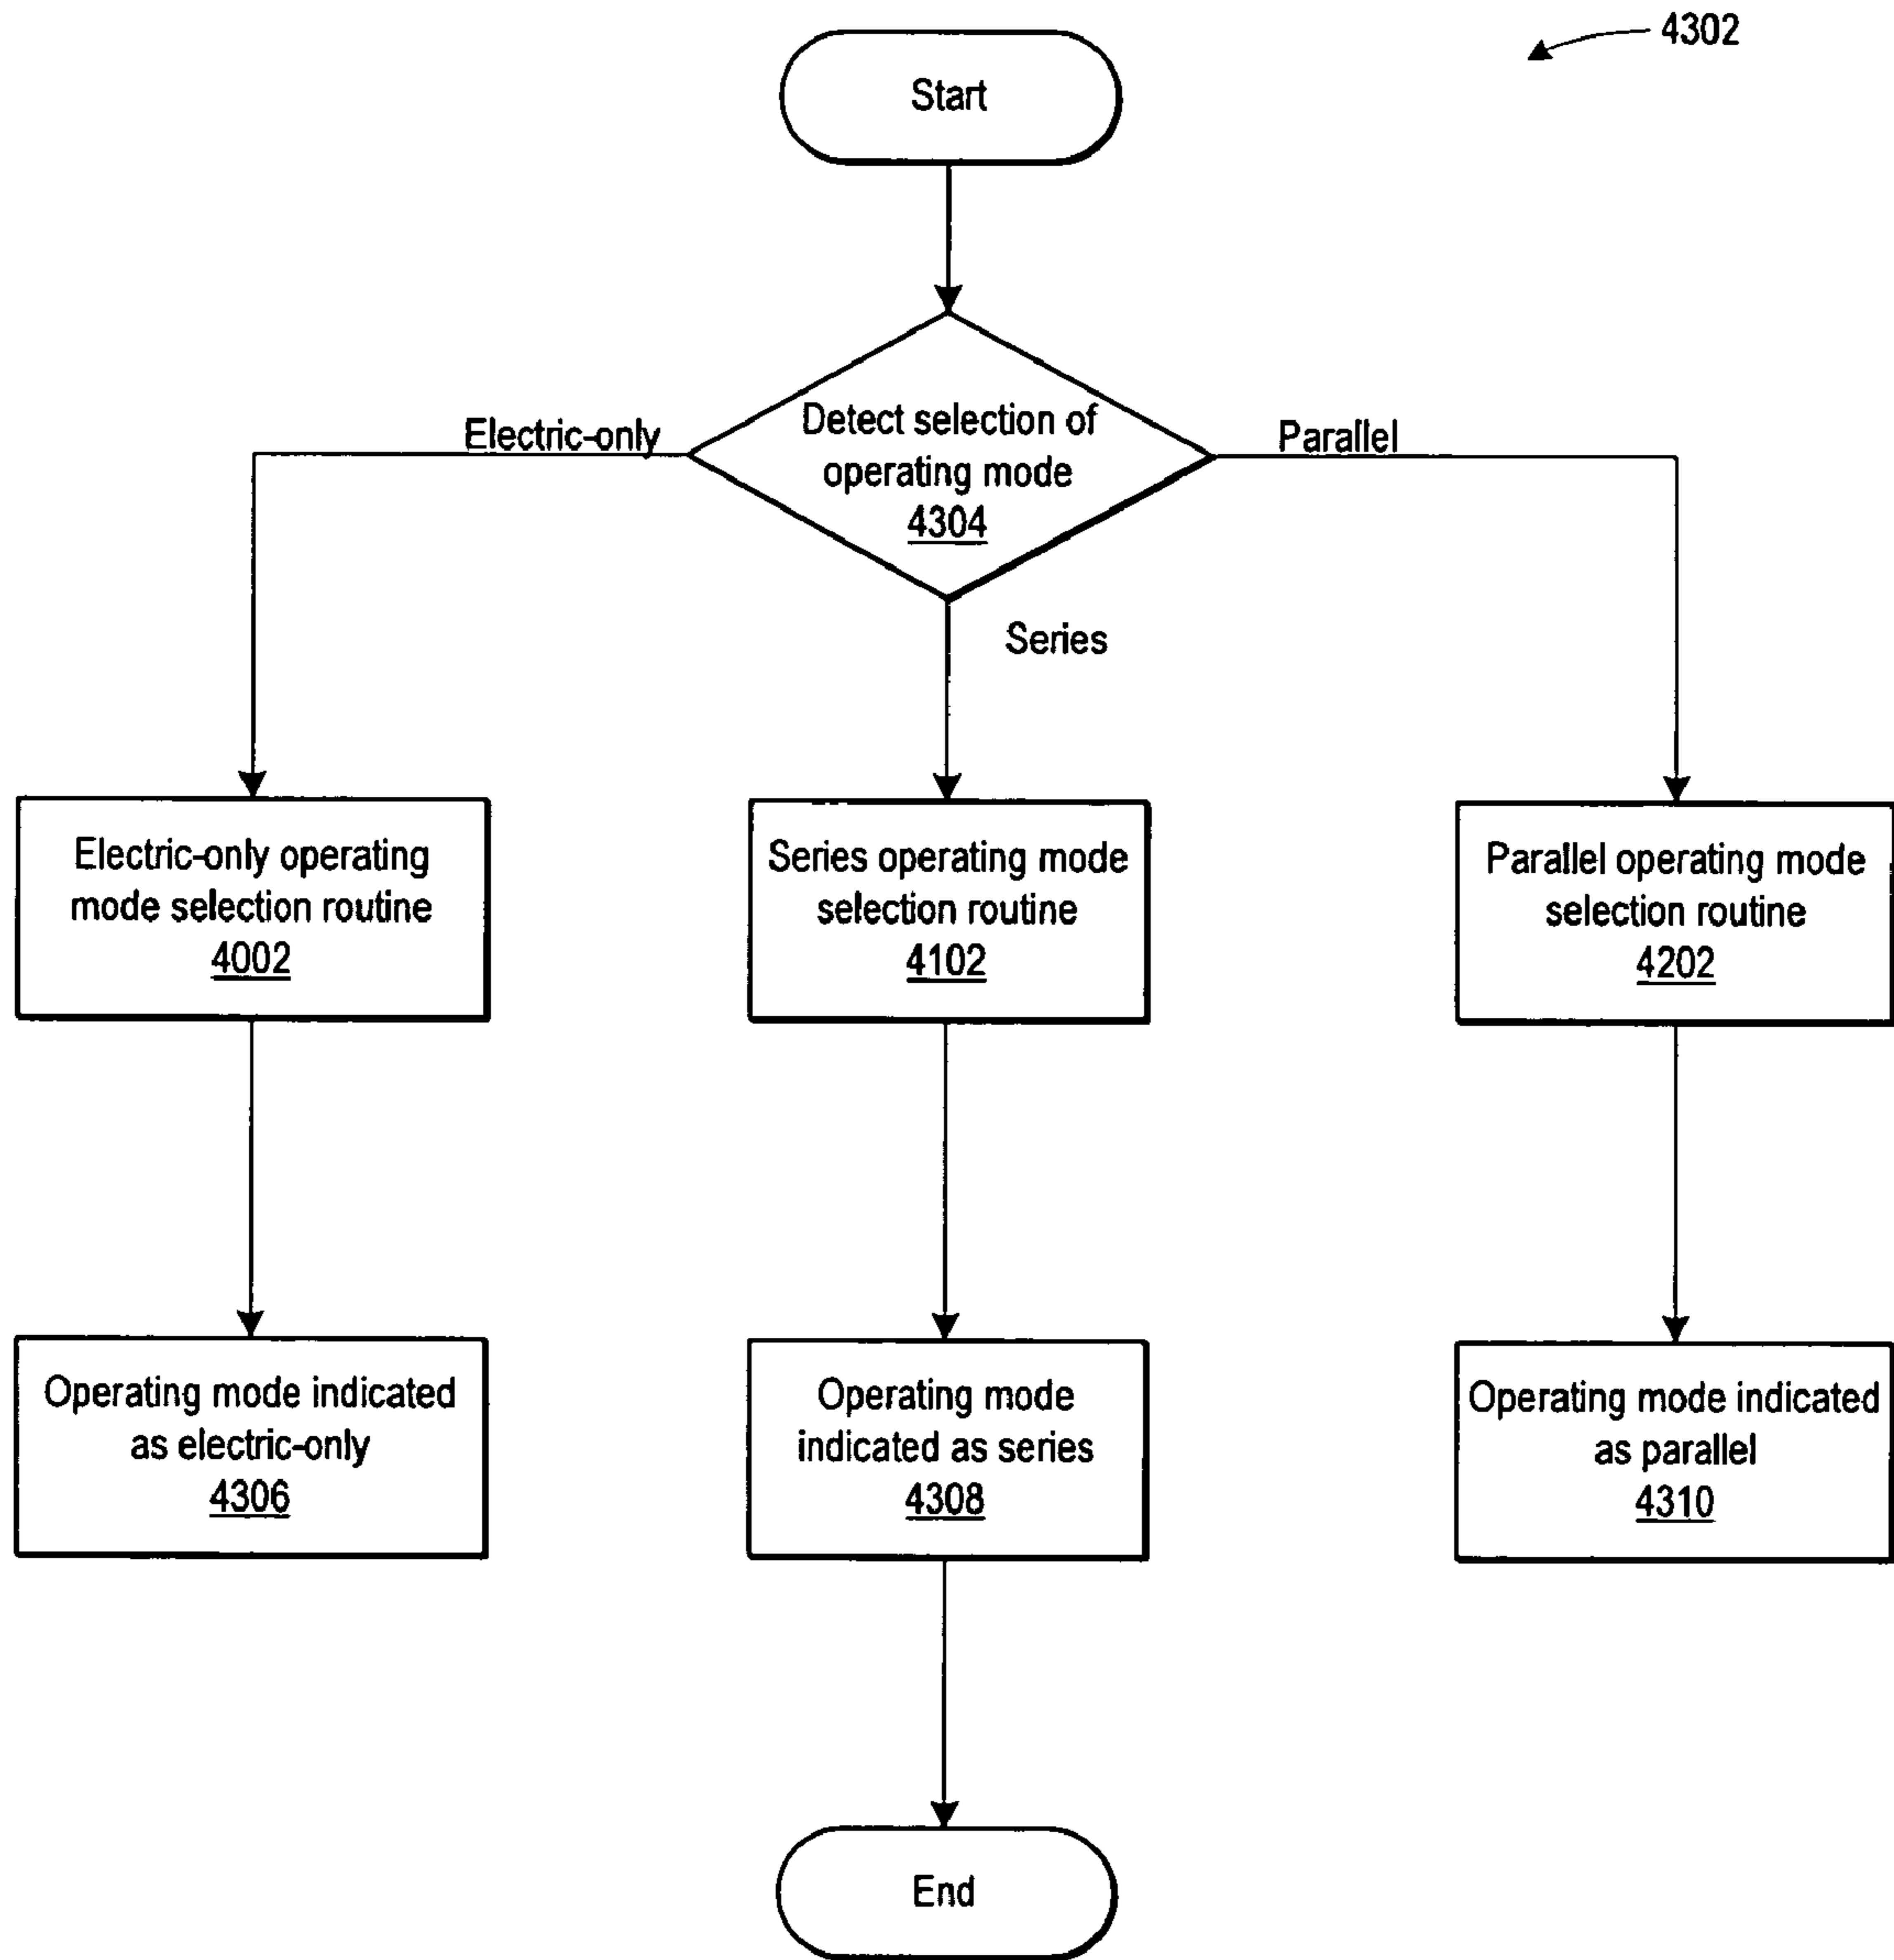 4302
Start
Detect selection of
operating mode
4304
Electric-only
Parallel
Series
Electric-only operating
mode selection routine
4002
Series operating mode
selection routine
4102
Parallel operating mode
selection routine
4202
Operating mode indicated
as electric-only
4306
Operating mode
indicated as series
4308
Operating mode indicated
as parallel
4310
End